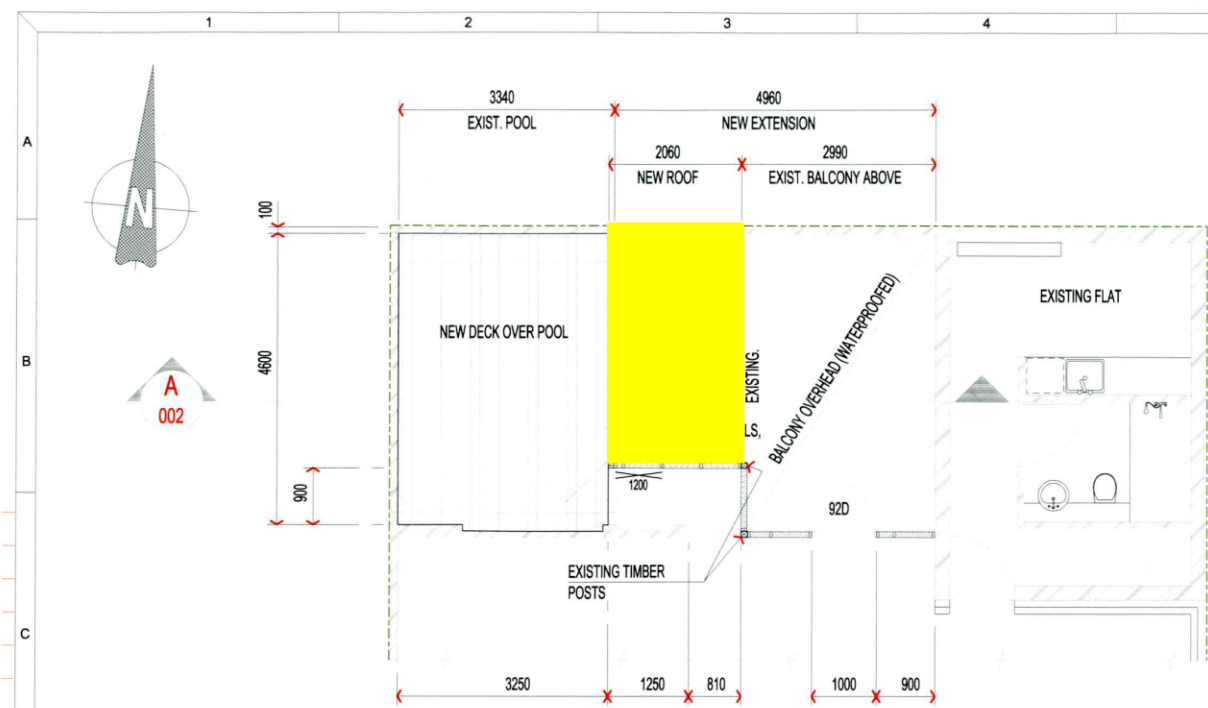 1 2 3 4
3340 4960
EXIST. POOL NEW EXTENSION
A
2060 2990
NEW ROOF EXIST. BALCONY ABOVE
N
100
EXISTING FLAT
NEW DECK OVER POOL
B
4600
BALCONY OVERHEAD (WATERPROOFED)
EXISTING.
A
002
LS,
900
1200
92D
EXISTING TIMBER
POSTS
C
3250 1250 810 1000 900